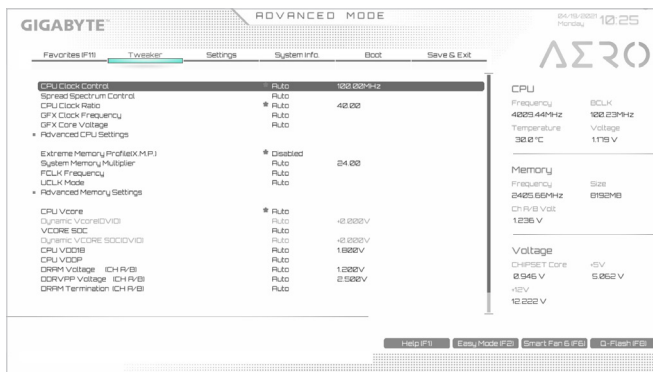 GIGABYTE™
ADVANCED MODE
04/19/2021 Monday 10:25
Favorites (F11) Tweaker Settings System Info. Boot Save & Exit
AERO
CPU Clock Control Auto 100.00MHz
Spread Spectrum Control Auto
CPU Clock Ratio Auto 40.00
GFX Clock Frequency Auto
GFX Core Voltage Auto
Advanced CPU Settings
Extreme Memory Profile(X.M.P.) Disabled
System Memory Multiplier Auto 24.00
FCLK Frequency Auto
UCLK Mode Auto
Advanced Memory Settings
CPU Vcore Auto
Dynamic Vcore(DVID) Auto +0.000V
VCORE SOC Auto
Dynamic VCORE SOC(DVID) Auto +0.000V
CPU VDD18 Auto 1.800V
CPU VDDP Auto
DRAM Voltage (CH A/B) Auto 1.200V
DDRVPP Voltage (CH A/B) Auto 2.500V
DRAM Termination (CH A/B) Auto
CPU
Frequency BCLK
4009.44MHz 100.23MHz
Temperature Voltage
30.0 °C 1.179 V
Memory
Frequency Size
2405.66MHz 8192MB
Ch A/B Volt
1.236 V
Voltage
CHIPSET Core +5V
0.946 V 5.062 V
+12V
12.222 V
Help (F1) Easy Mode (F2) Smart Fan 6 (F6) Q-Flash (F8)